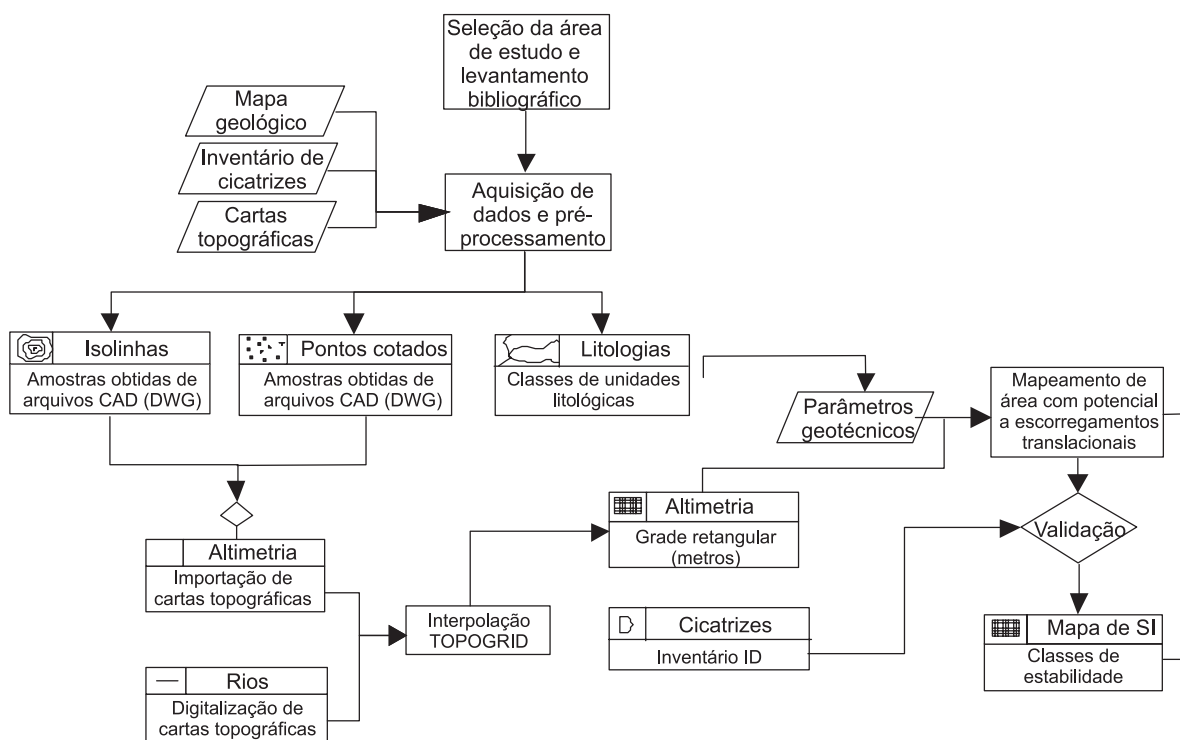 Seleção da área
de estudo e
levantamento
bibliográfico
Mapa
geológico
Inventário de
cicatrizes
Cartas
topográficas
Aquisição de
dados e pré-
processamento
Isolinhas
Amostras obtidas de
arquivos CAD (DWG)
Pontos cotados
Amostras obtidas de
arquivos CAD (DWG)
Litologias
Classes de unidades
litológicas
Parâmetros
geotécnicos
Mapeamento de
área com potencial
a escorregamentos
translacionais
Altimetria
Grade retangular
(metros)
Validação
Altimetria
Importação de
cartas topográficas
Interpolação
TOPOGRID
Cicatrizes
Inventário ID
Mapa de SI
Classes de
estabilidade
Rios
Digitalização de
cartas topográficas